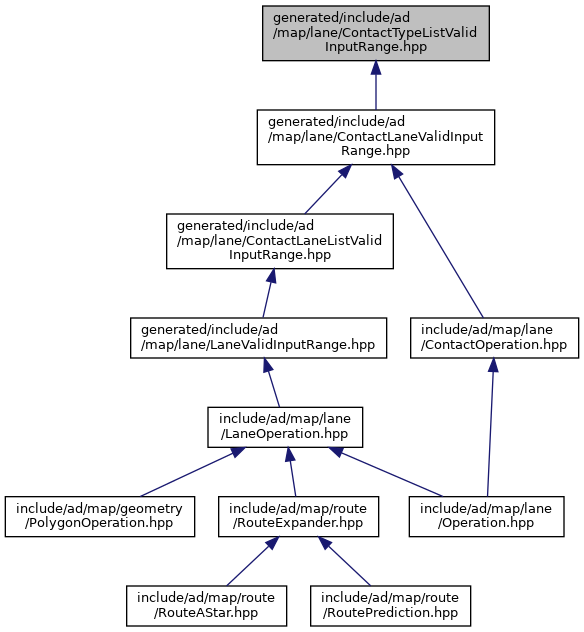 generated/include/ad
/map/lane/ContactTypeListValid
InputRange.hpp
generated/include/ad
/map/lane/ContactLaneValidInput
Range.hpp
generated/include/ad
/map/lane/ContactLaneListValid
InputRange.hpp
generated/include/ad
/map/lane/LaneValidInputRange.hpp
include/ad/map/lane
/ContactOperation.hpp
include/ad/map/lane
/LaneOperation.hpp
include/ad/map/geometry
/PolygonOperation.hpp
include/ad/map/route
/RouteExpander.hpp
include/ad/map/lane
/Operation.hpp
include/ad/map/route
/RouteAStar.hpp
include/ad/map/route
/RoutePrediction.hpp